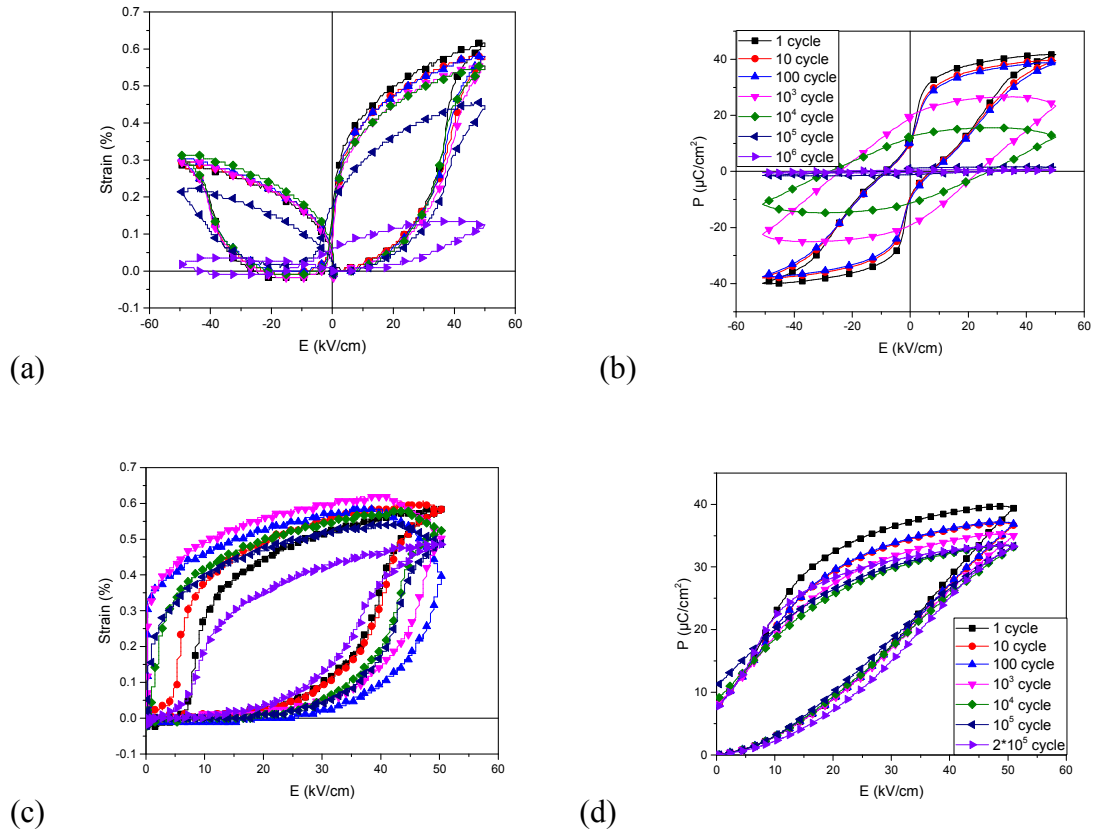 0.7
0.6
0.5
0.4
0.3
0.2
0.1
0.0
-0.1
Strain (%)
-60 -40 -20 0 20 40 60
E (kV/cm)
(a)
40
20
0
-20
-40
P (µC/cm²)
1 cycle
10 cycle
100 cycle
10³ cycle
10⁴ cycle
10⁵ cycle
10⁶ cycle
-60 -40 -20 0 20 40 60
E (kV/cm)
(b)
0.7
0.6
0.5
0.4
0.3
0.2
0.1
0.0
-0.1
Strain (%)
0 10 20 30 40 50 60
E (kV/cm)
(c)
40
30
20
10
0
P (µC/cm²)
1 cycle
10 cycle
100 cycle
10³ cycle
10⁴ cycle
10⁵ cycle
2*10⁵ cycle
0 10 20 30 40 50 60
E (kV/cm)
(d)